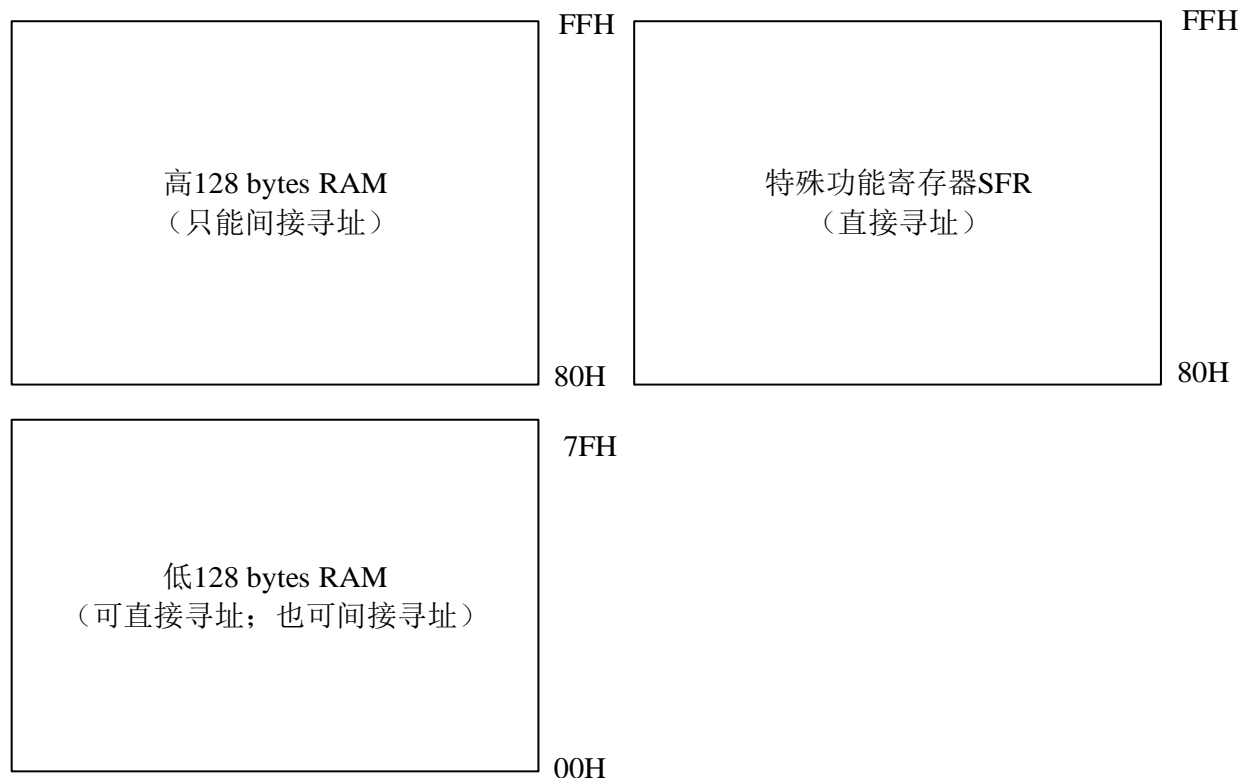 FFH
FFH
高128 bytes RAM
（只能间接寻址）
特殊功能寄存器SFR
（直接寻址）
80H
80H
7FH
低128 bytes RAM
（可直接寻址；也可间接寻址）
00H